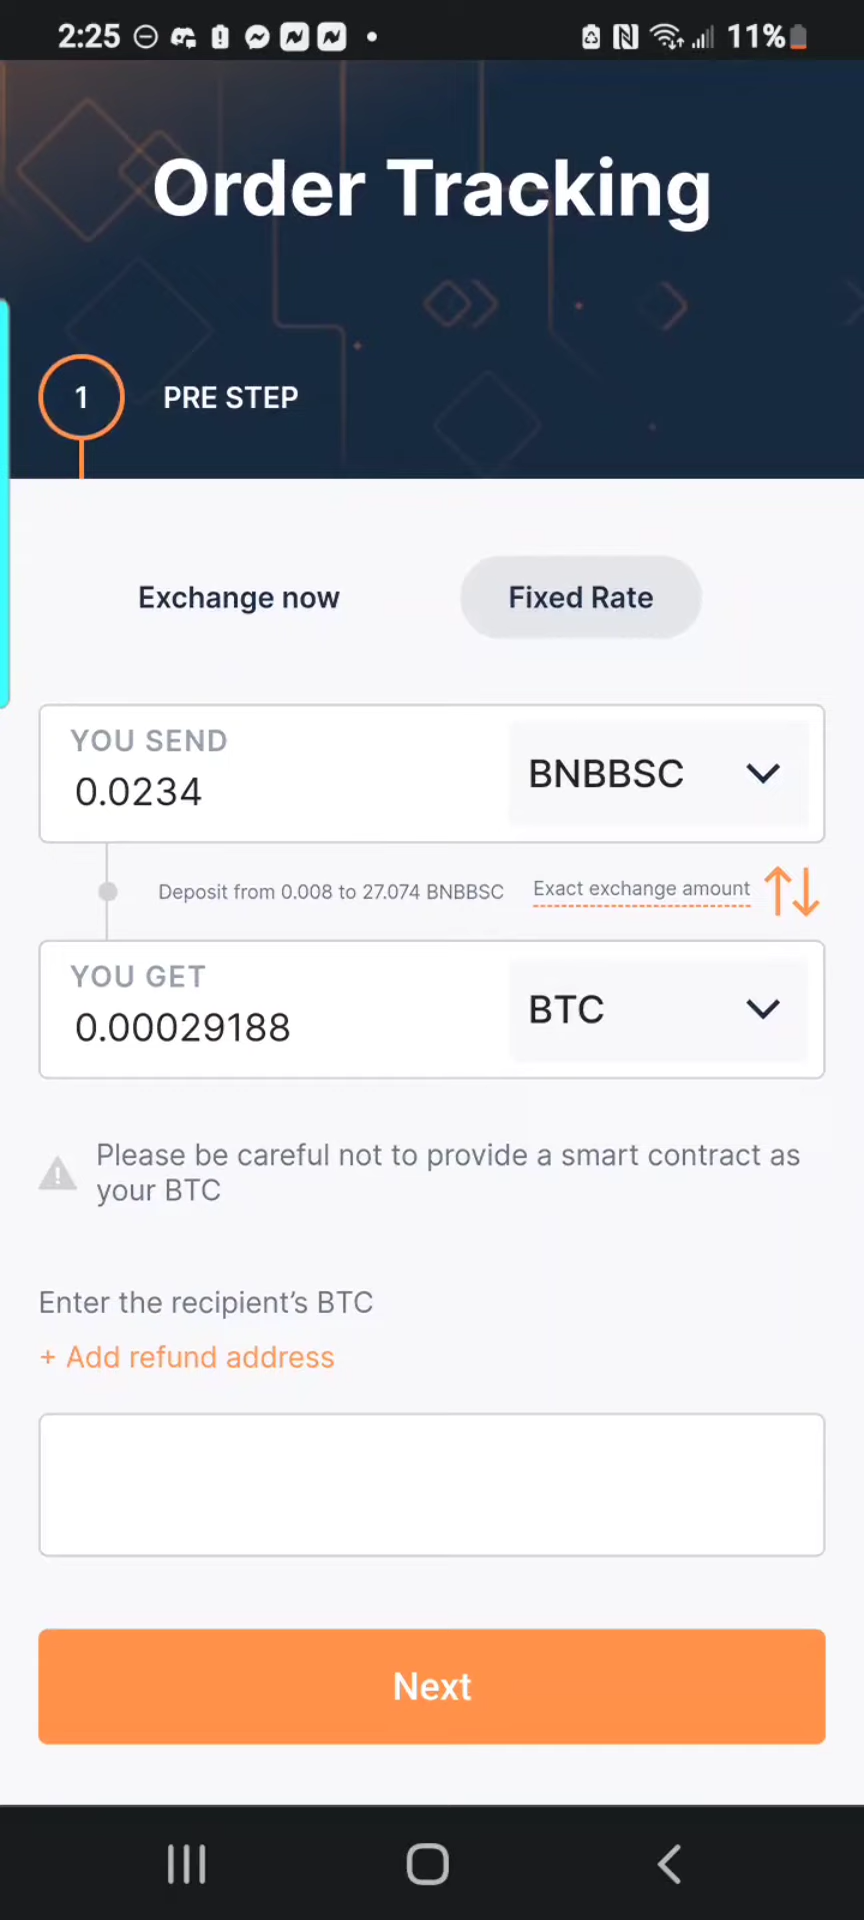 2:25
11%
Order Tracking
1 PRE STEP
Exchange now
Fixed Rate
YOU SEND
0.0234
BNBBSC
Deposit from 0.008 to 27.074 BNBBSC
Exact exchange amount
YOU GET
0.00029188
BTC
Please be careful not to provide a smart contract as
your BTC
Enter the recipient’s BTC
+ Add refund address
Next